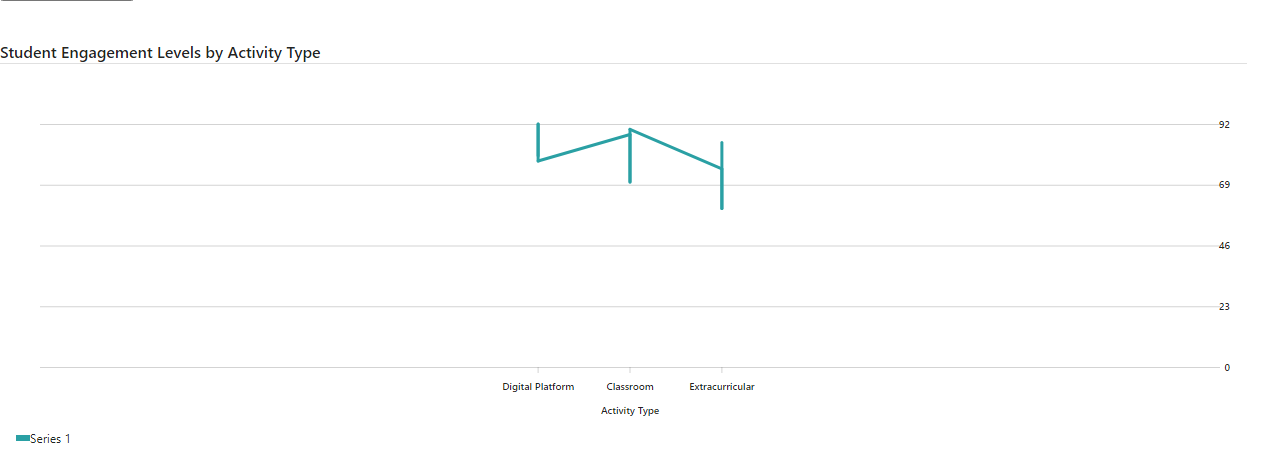 Student Engagement Levels by Activity Type
92
69
46
23
0
Digital Platform Classroom Extracurricular
Activity Type
Series 1